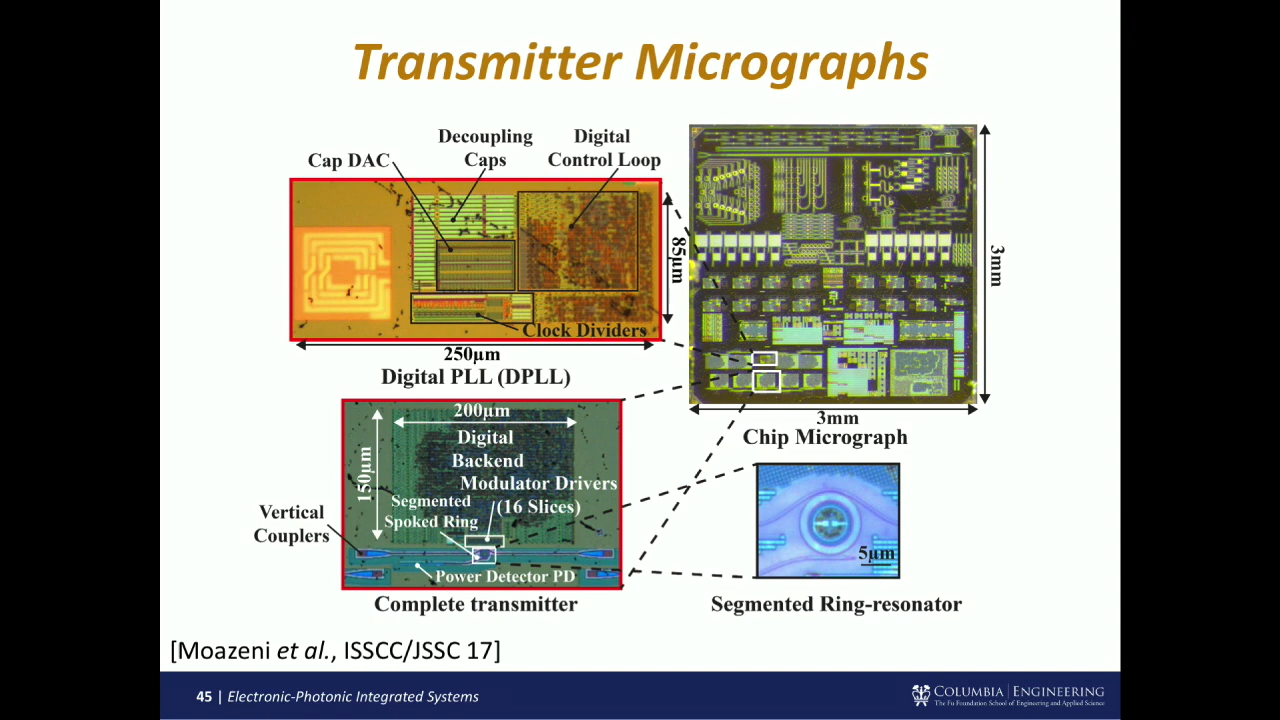 Transmitter Micrographs
Cap DAC
Decoupling
Caps
Digital
Control Loop
85µm
Clock Dividers
250µm
Digital PLL (DPLL)
3mm
3mm
Chip Micrograph
200µm
150µm
Digital
Backend
Modulator Drivers
(16 Slices)
Segmented
Spoked Ring
Vertical
Couplers
Power Detector PD
Complete transmitter
5µm
Segmented Ring-resonator
[Moazeni et al., ISSCC/JSSC 17]
45 | Electronic-Photonic Integrated Systems
COLUMBIA | ENGINEERING
The Fu Foundation School of Engineering and Applied Science